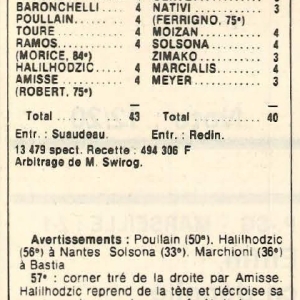 BARONCHELLI .... 4
POULLAIN ........ 4
TOURE ............ 4
RAMOS ........... 4
(MORICE, 84e)
HALILHODZIC .... 4
AMISSE ........... 4
(ROBERT, 75e)
Total ........... 43
NATIVI ........... 3
(FERRIGNO, 75e)
MOIZAN .......... 4
SOLSONA ........ 4
ZIMAKO .......... 3
MARCIALIS ....... 4
MEYER ........... 3
Total ........... 40
Entr. : Suaudeau. Entr. : Redin.
13 479 spect. Recette : 494 306 F
Arbitrage de M. Swirog.
Avertissements : Poullain (50e), Halilhodzic
(56e) à Nantes Solsona (33e). Marchioni (36e)
à Bastia
57e : corner tiré de la droite par Amisse.
Halilhodzic reprend de la tête et décroise sa